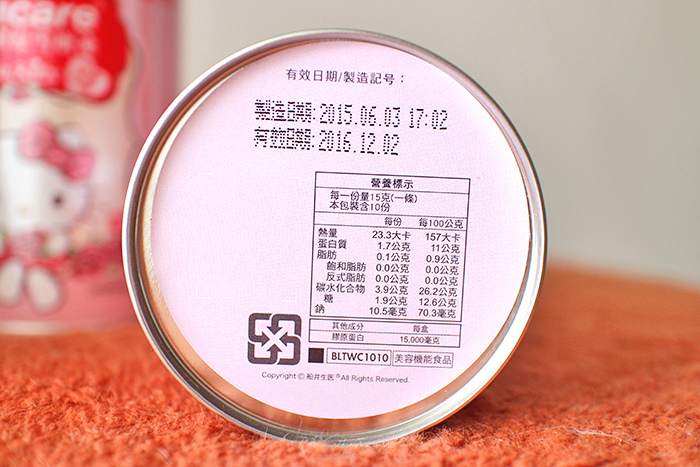 care
有效日期/製造記号：
製造日期:2015.06.03 17:02
有效日期:2016.12.02
營養標示
每一份量15克(一條)
本包裝含10份
每份 每100公克
熱量 23.3大卡 157大卡
蛋白質 1.7公克 11公克
脂肪 0.1公克 0.9公克
飽和脂肪 0.0公克 0.0公克
反式脂肪 0.0公克 0.0公克
碳水化合物 3.9公克 26.2公克
糖 1.9公克 12.6公克
鈉 10.5毫克 70.3毫克
其他成分 每盒
膠原蛋白 15,000毫克
BLTWC1010 美容機能食品
Copyright © 船井生医®All Rights Reserved.